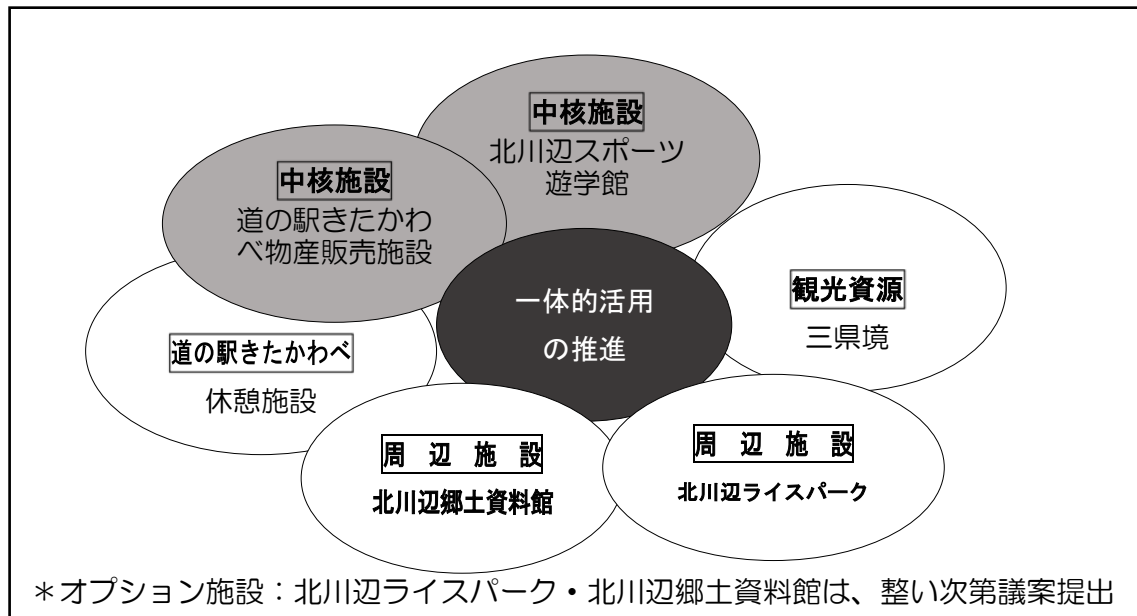 中核施設
北川辺スポーツ
遊学館
中核施設
道の駅きたかわ
べ物産販売施設
一体的活用
の推進
観光資源
三県境
道の駅きたかわべ
休憩施設
周辺施設
北川辺郷土資料館
周辺施設
北川辺ライスパーク
＊オプション施設：北川辺ライスパーク・北川辺郷土資料館は、整い次第議案提出